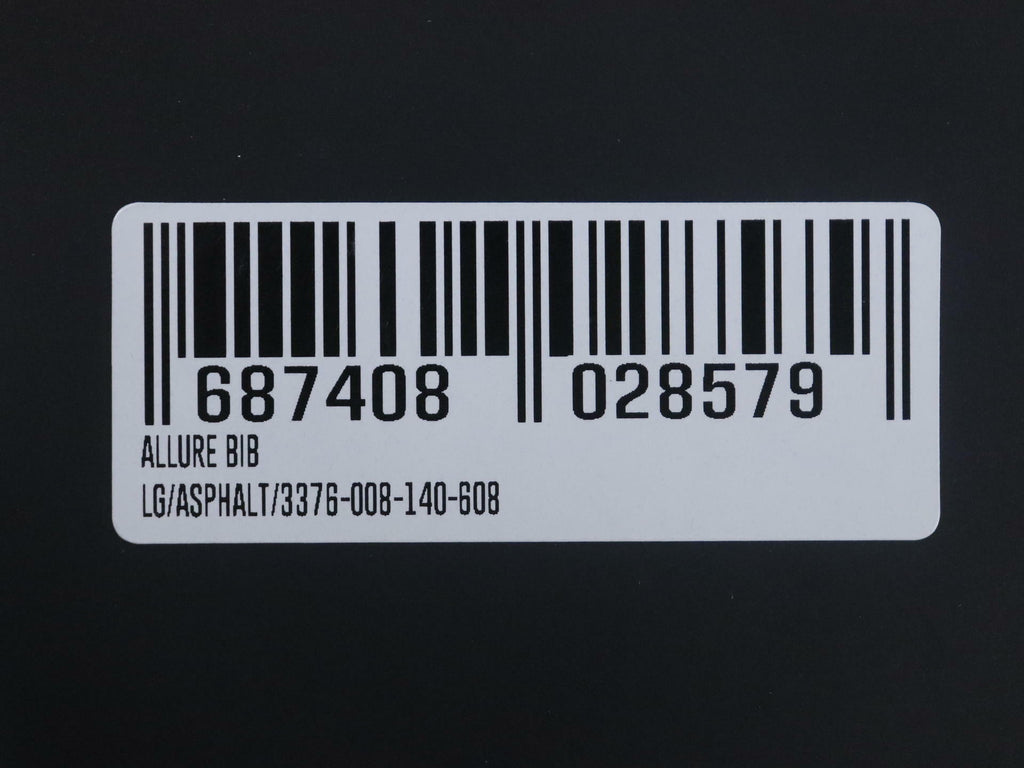 687408 028579
ALLURE BIB
LG/ASPHALT/3376-008-140-608